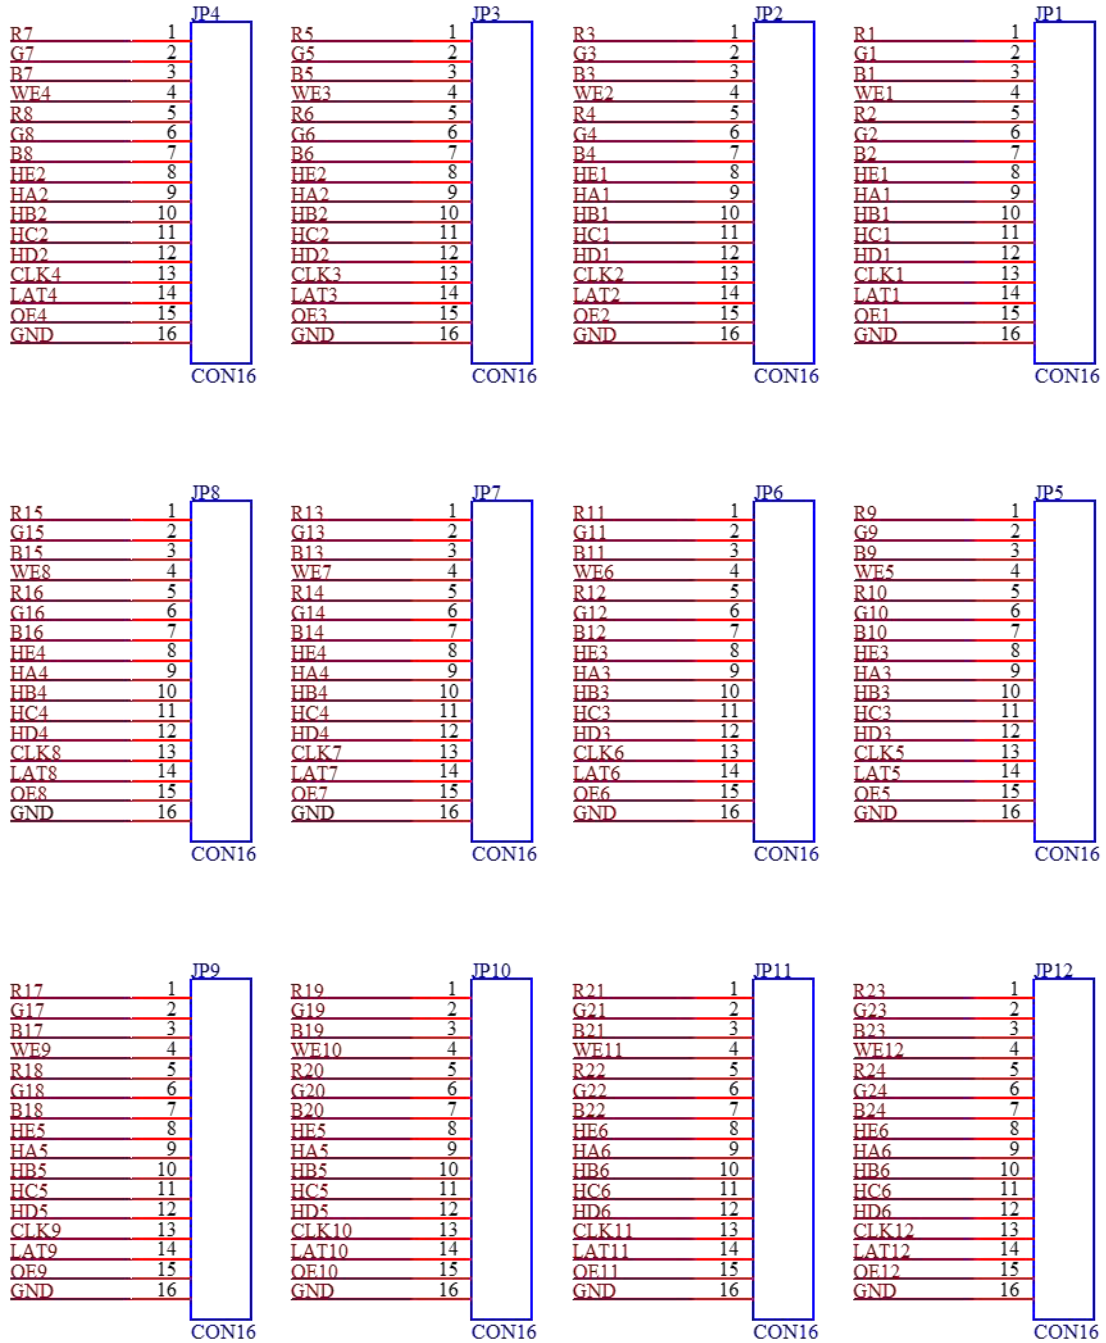 JP4
R7 1
G7 2
B7 3
WE4 4
R8 5
G8 6
B8 7
HE2 8
HA2 9
HB2 10
HC2 11
HD2 12
CLK4 13
LAT4 14
OE4 15
GND 16
CON16
JP3
R5 1
G5 2
B5 3
WE3 4
R6 5
G6 6
B6 7
HE2 8
HA2 9
HB2 10
HC2 11
HD2 12
CLK3 13
LAT3 14
OE3 15
GND 16
CON16
JP2
R3 1
G3 2
B3 3
WE2 4
R4 5
G4 6
B4 7
HE1 8
HA1 9
HB1 10
HC1 11
HD1 12
CLK2 13
LAT2 14
OE2 15
GND 16
CON16
JP1
R1 1
G1 2
B1 3
WE1 4
R2 5
G2 6
B2 7
HE1 8
HA1 9
HB1 10
HC1 11
HD1 12
CLK1 13
LAT1 14
OE1 15
GND 16
CON16
JP8
R15 1
G15 2
B15 3
WE8 4
R16 5
G16 6
B16 7
HE4 8
HA4 9
HB4 10
HC4 11
HD4 12
CLK8 13
LAT8 14
OE8 15
GND 16
CON16
JP7
R13 1
G13 2
B13 3
WE7 4
R14 5
G14 6
B14 7
HE4 8
HA4 9
HB4 10
HC4 11
HD4 12
CLK7 13
LAT7 14
OE7 15
GND 16
CON16
JP6
R11 1
G11 2
B11 3
WE6 4
R12 5
G12 6
B12 7
HE3 8
HA3 9
HB3 10
HC3 11
HD3 12
CLK6 13
LAT6 14
OE6 15
GND 16
CON16
JP5
R9 1
G9 2
B9 3
WE5 4
R10 5
G10 6
B10 7
HE3 8
HA3 9
HB3 10
HC3 11
HD3 12
CLK5 13
LAT5 14
OE5 15
GND 16
CON16
JP9
R17 1
G17 2
B17 3
WE9 4
R18 5
G18 6
B18 7
HE5 8
HA5 9
HB5 10
HC5 11
HD5 12
CLK9 13
LAT9 14
OE9 15
GND 16
CON16
JP10
R19 1
G19 2
B19 3
WE10 4
R20 5
G20 6
B20 7
HE5 8
HA5 9
HB5 10
HC5 11
HD5 12
CLK10 13
LAT10 14
OE10 15
GND 16
CON16
JP11
R21 1
G21 2
B21 3
WE11 4
R22 5
G22 6
B22 7
HE6 8
HA6 9
HB6 10
HC6 11
HD6 12
CLK11 13
LAT11 14
OE11 15
GND 16
CON16
JP12
R23 1
G23 2
B23 3
WE12 4
R24 5
G24 6
B24 7
HE6 8
HA6 9
HB6 10
HC6 11
HD6 12
CLK12 13
LAT12 14
OE12 15
GND 16
CON16